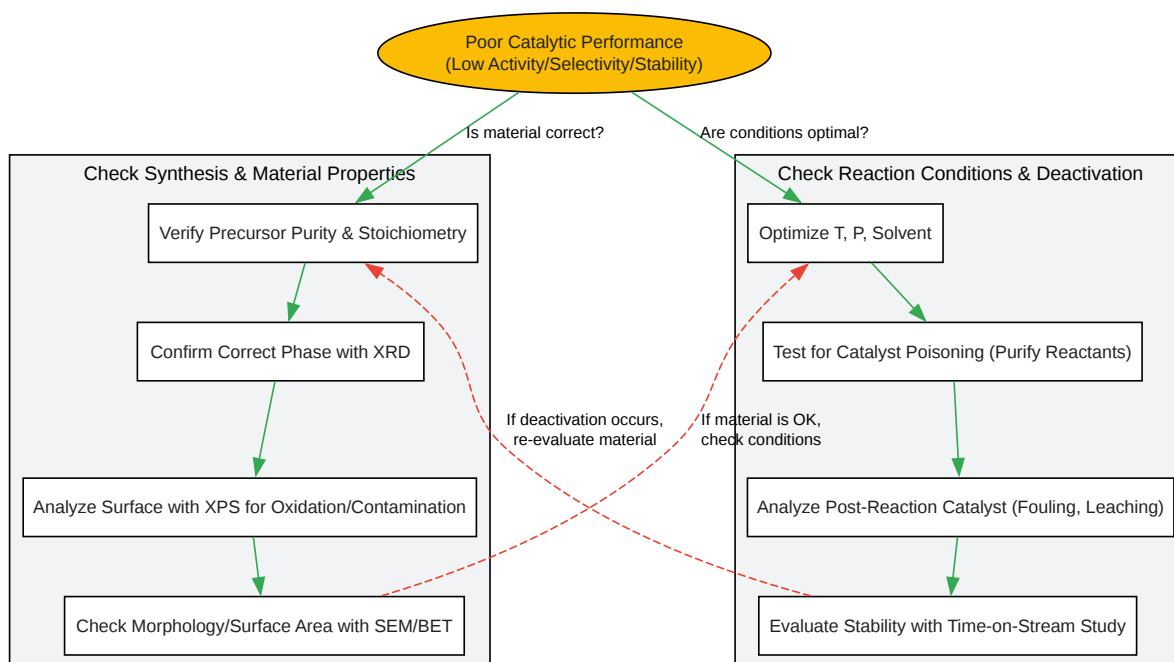 Poor Catalytic Performance
(Low Activity/Selectivity/Stability)
Is material correct?
Are conditions optimal?
Check Synthesis & Material Properties
Verify Precursor Purity & Stoichiometry
Confirm Correct Phase with XRD
Analyze Surface with XPS for Oxidation/Contamination
Check Morphology/Surface Area with SEM/BET
If deactivation occurs,
re-evaluate material
If material is OK,
check conditions
Check Reaction Conditions & Deactivation
Optimize T, P, Solvent
Test for Catalyst Poisoning (Purify Reactants)
Analyze Post-Reaction Catalyst (Fouling, Leaching)
Evaluate Stability with Time-on-Stream Study